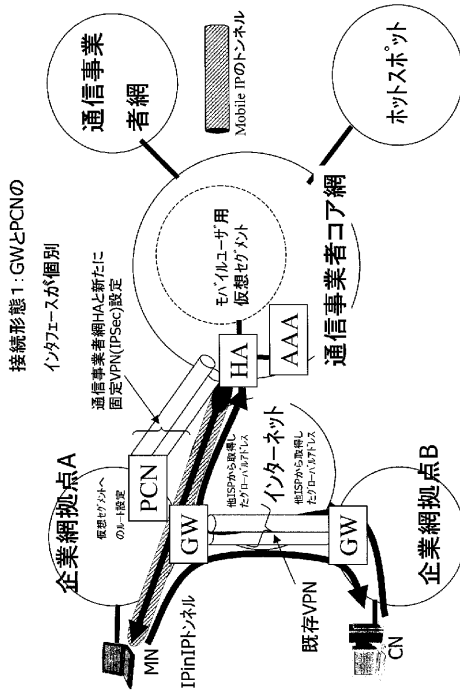 接続形態1:GWとPCNの
インタフェースが個別
企業網拠点A
通信事業者網HAと新たに
固定VPN(IPSec)設定
通信事業
者網
仮想セグメントへ
のルート設定
PCN
MN
IPinIPトンネル
GW
HA
AAA
モバイルユーザ用
仮想セグメント
Mobile IPのトンネル
他ISPから取得し
たグローバルアドレス
インターネット
他ISPから取得し
たグローバルアドレス
通信事業者コア網
既存VPN
GW
ホットスポット
CN
企業網拠点B